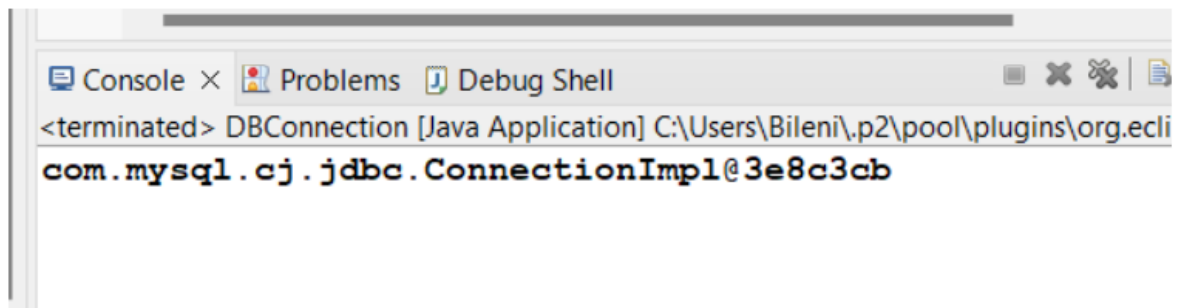 Console Problems Debug Shell
<terminated> DBConnection [Java Application] C:\Users\Bileni\.p2\pool\plugins\org.ecli
com.mysql.cj.jdbc.ConnectionImpl@3e8c3cb